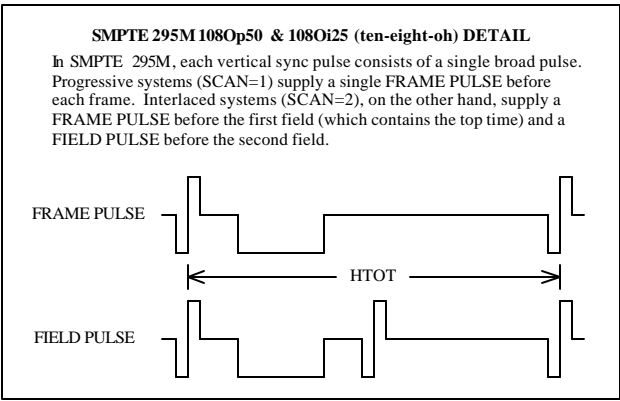 SMPTE 295M 108Op50 & 108Oi25 (ten-eight-oh) DETAIL
In SMPTE 295M, each vertical sync pulse consists of a single broad pulse.
Progressive systems (SCAN=1) supply a single FRAME PULSE before
each frame. Interlaced systems (SCAN=2), on the other hand, supply a
FRAME PULSE before the first field (which contains the top time) and a
FIELD PULSE before the second field.
FRAME PULSE
HTOT
FIELD PULSE